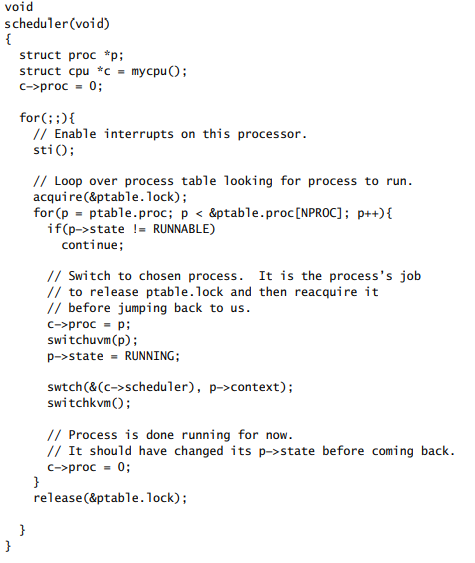 void
scheduler(void)
{
  struct proc *p;
  struct cpu *c = mycpu();
  c->proc = 0;

  for(;;){
    // Enable interrupts on this processor.
    sti();

    // Loop over process table looking for process to run.
    acquire(&ptable.lock);
    for(p = ptable.proc; p < &ptable.proc[NPROC]; p++){
      if(p->state != RUNNABLE)
        continue;

      // Switch to chosen process.  It is the process's job
      // to release ptable.lock and then reacquire it
      // before jumping back to us.
      c->proc = p;
      switchuvm(p);
      p->state = RUNNING;

      swtch(&(c->scheduler), p->context);
      switchkvm();

      // Process is done running for now.
      // It should have changed its p->state before coming back.
      c->proc = 0;
    }
    release(&ptable.lock);

  }
}